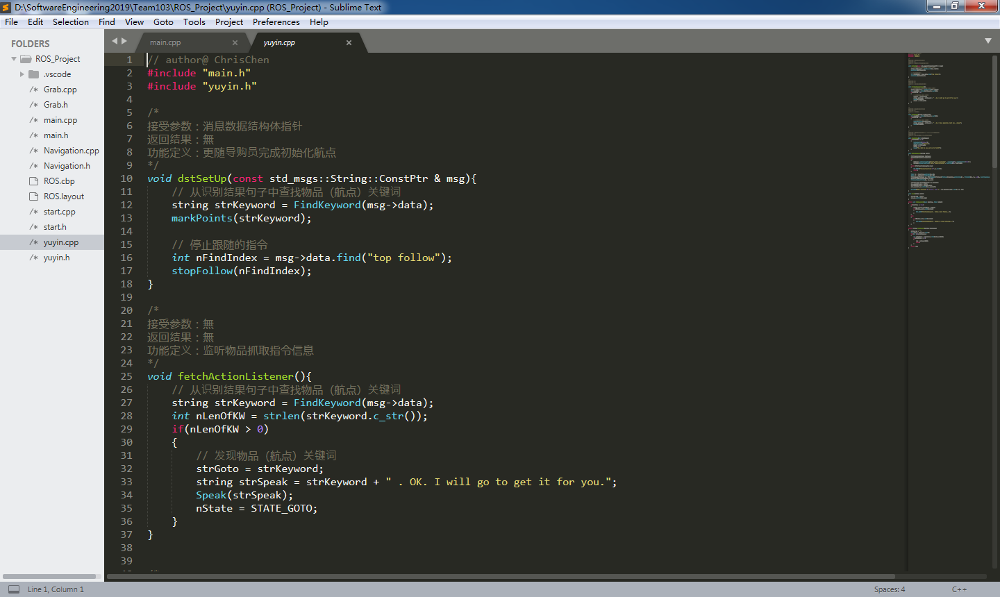 D:\SoftwareEngineering2019\Team103\ROS_Project\yuyin.cpp (ROS_Project) - Sublime Text
File Edit Selection Find View Goto Tools Project Preferences Help
FOLDERS
ROS_Project
.vscode
/* Grab.cpp
/* Grab.h
/* main.cpp
/* main.h
/* Navigation.cpp
/* Navigation.h
ROS.cbp
ROS.layout
/* start.cpp
/* start.h
/* yuyin.cpp
/* yuyin.h
main.cpp yuyin.cpp
1 // author@ ChrisChen
2 #include "main.h"
3 #include "yuyin.h"
4
5 /*
6 接受参数：消息数据结构体指针
7 返回结果：無
8 功能定义：更随导购员完成初始化航点
9 */
10 void dstSetUp(const std_msgs::String::ConstPtr & msg){
11     // 从识别结果句子中查找物品（航点）关键词
12     string strKeyword = FindKeyword(msg->data);
13     markPoints(strKeyword);
14
15     // 停止跟随的指令
16     int nFindIndex = msg->data.find("top follow");
17     stopFollow(nFindIndex);
18 }
19
20 /*
21 接受参数：無
22 返回结果：無
23 功能定义：监听物品抓取指令信息
24 */
25 void fetchActionListener(){
26     // 从识别结果句子中查找物品（航点）关键词
27     string strKeyword = FindKeyword(msg->data);
28     int nLenOfKW = strlen(strKeyword.c_str());
29     if(nLenOfKW > 0)
30     {
31         // 发现物品（航点）关键词
32         strGoto = strKeyword;
33         string strSpeak = strKeyword + " . OK. I will go to get it for you.";
34         Speak(strSpeak);
35         nState = STATE_GOTO;
36     }
37 }
38
39
Line 1, Column 1
Spaces: 4
C++